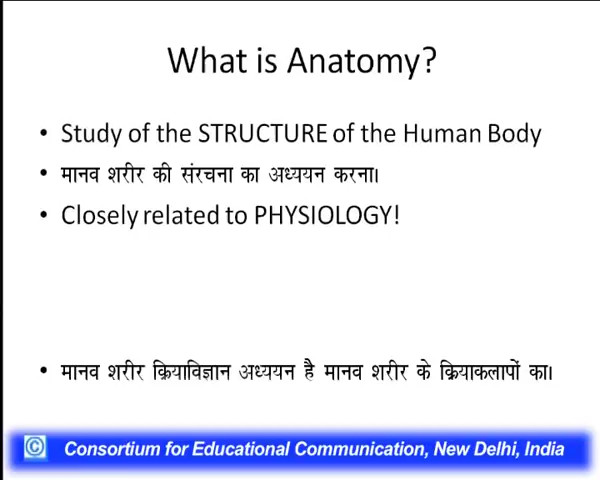 What is Anatomy?
• Study of the STRUCTURE of the Human Body
• मानव शरीर की संरचना का अध्ययन करना।
• Closely related to PHYSIOLOGY!
• मानव शरीर क्रियाविज्ञान अध्ययन है मानव शरीर के क्रियाकलापों का।
© Consortium for Educational Communication, New Delhi, India